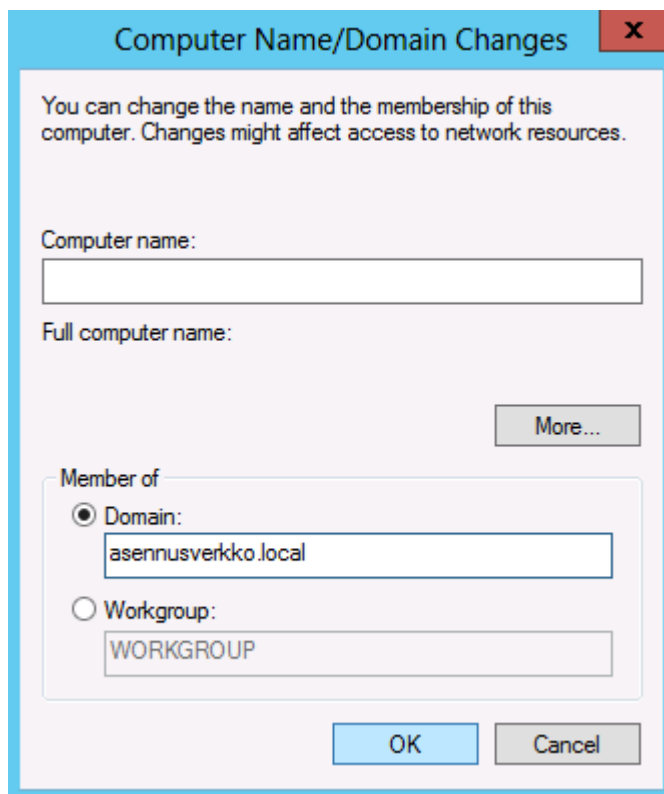 Computer Name/Domain Changes
x
You can change the name and the membership of this
computer. Changes might affect access to network resources.
Computer name:
Full computer name:
More...
Member of
Domain:
asennusverkko.local
Workgroup:
WORKGROUP
OK
Cancel